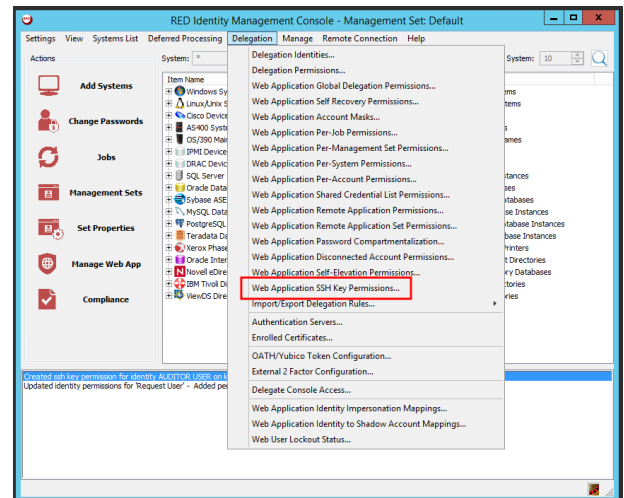 RED Identity Management Console - Management Set: Default
Settings View Systems List Deferred Processing Delegation Manage Remote Connection Help
Actions
System: *
System: 10
Add Systems
Change Passwords
Jobs
Management Sets
Set Properties
Manage Web App
Compliance
Item Name
Windows Sy
Linux/Unix S
Cisco Device
AS400 Syste
OS/390 Mai
IPMI Device
DRAC Devic
SQL Server
Oracle Data
Sybase ASE
MySQL Data
PostgreSQL
Teradata Da
Xerox Phase
Oracle Inter
Novell eDire
IBM Tivoli Di
ViewDS Dire
Delegation Identities...
Delegation Permissions...
Web Application Global Delegation Permissions...
Web Application Self Recovery Permissions...
Web Application Account Masks...
Web Application Per-Job Permissions...
Web Application Per-Management Set Permissions...
Web Application Per-System Permissions...
Web Application Per-Account Permissions...
Web Application Shared Credential List Permissions...
Web Application Remote Application Permissions...
Web Application Remote Application Set Permissions...
Web Application Password Compartmentalization...
Web Application Disconnected Account Permissions...
Web Application Self-Elevation Permissions...
Web Application SSH Key Permissions...
Import/Export Delegation Rules...
Authentication Servers...
Enrolled Certificates...
OATH/Yubico Token Configuration...
External 2 Factor Configuration...
Delegate Console Access...
Web Application Identity Impersonation Mappings...
Web Application Identity to Shadow Account Mappings...
Web User Lockout Status...
ems
tems
s
ames
tances
ses
tabases
se Instances
tabase Instances
base Instances
rinters
t Directories
ry Databases
tories
ries
Created ssh key permission for identity AUDITOR USER on k
Updated identity permissions for 'Request User' - Added pe